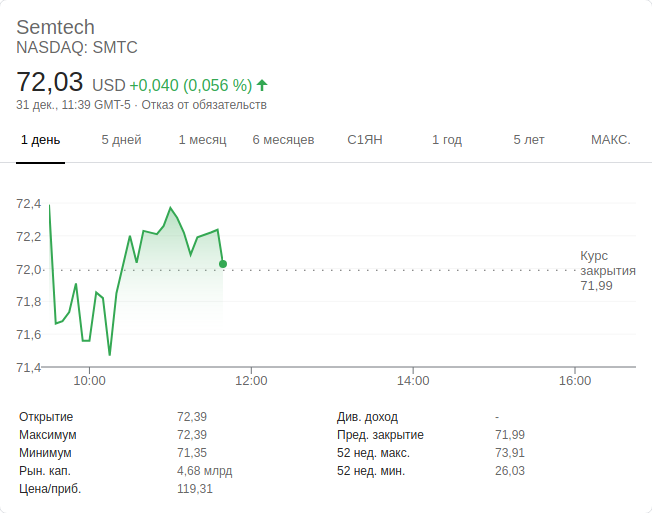 Semtech
NASDAQ: SMTC
72,03 USD +0,040 (0,056 %)
31 дек., 11:39 GMT-5 · Отказ от обязательств
1 день 5 дней 1 месяц 6 месяцев С1ЯН 1 год 5 лет МАКС.
72,4
72,2
72,0
71,8
71,6
71,4
Курс
закрытия
71,99
10:00 12:00 14:00 16:00
Открытие 72,39 Див. доход -
Максимум 72,39 Пред. закрытие 71,99
Минимум 71,35 52 нед. макс. 73,91
Рын. кап. 4,68 млрд 52 нед. мин. 26,03
Цена/приб. 119,31